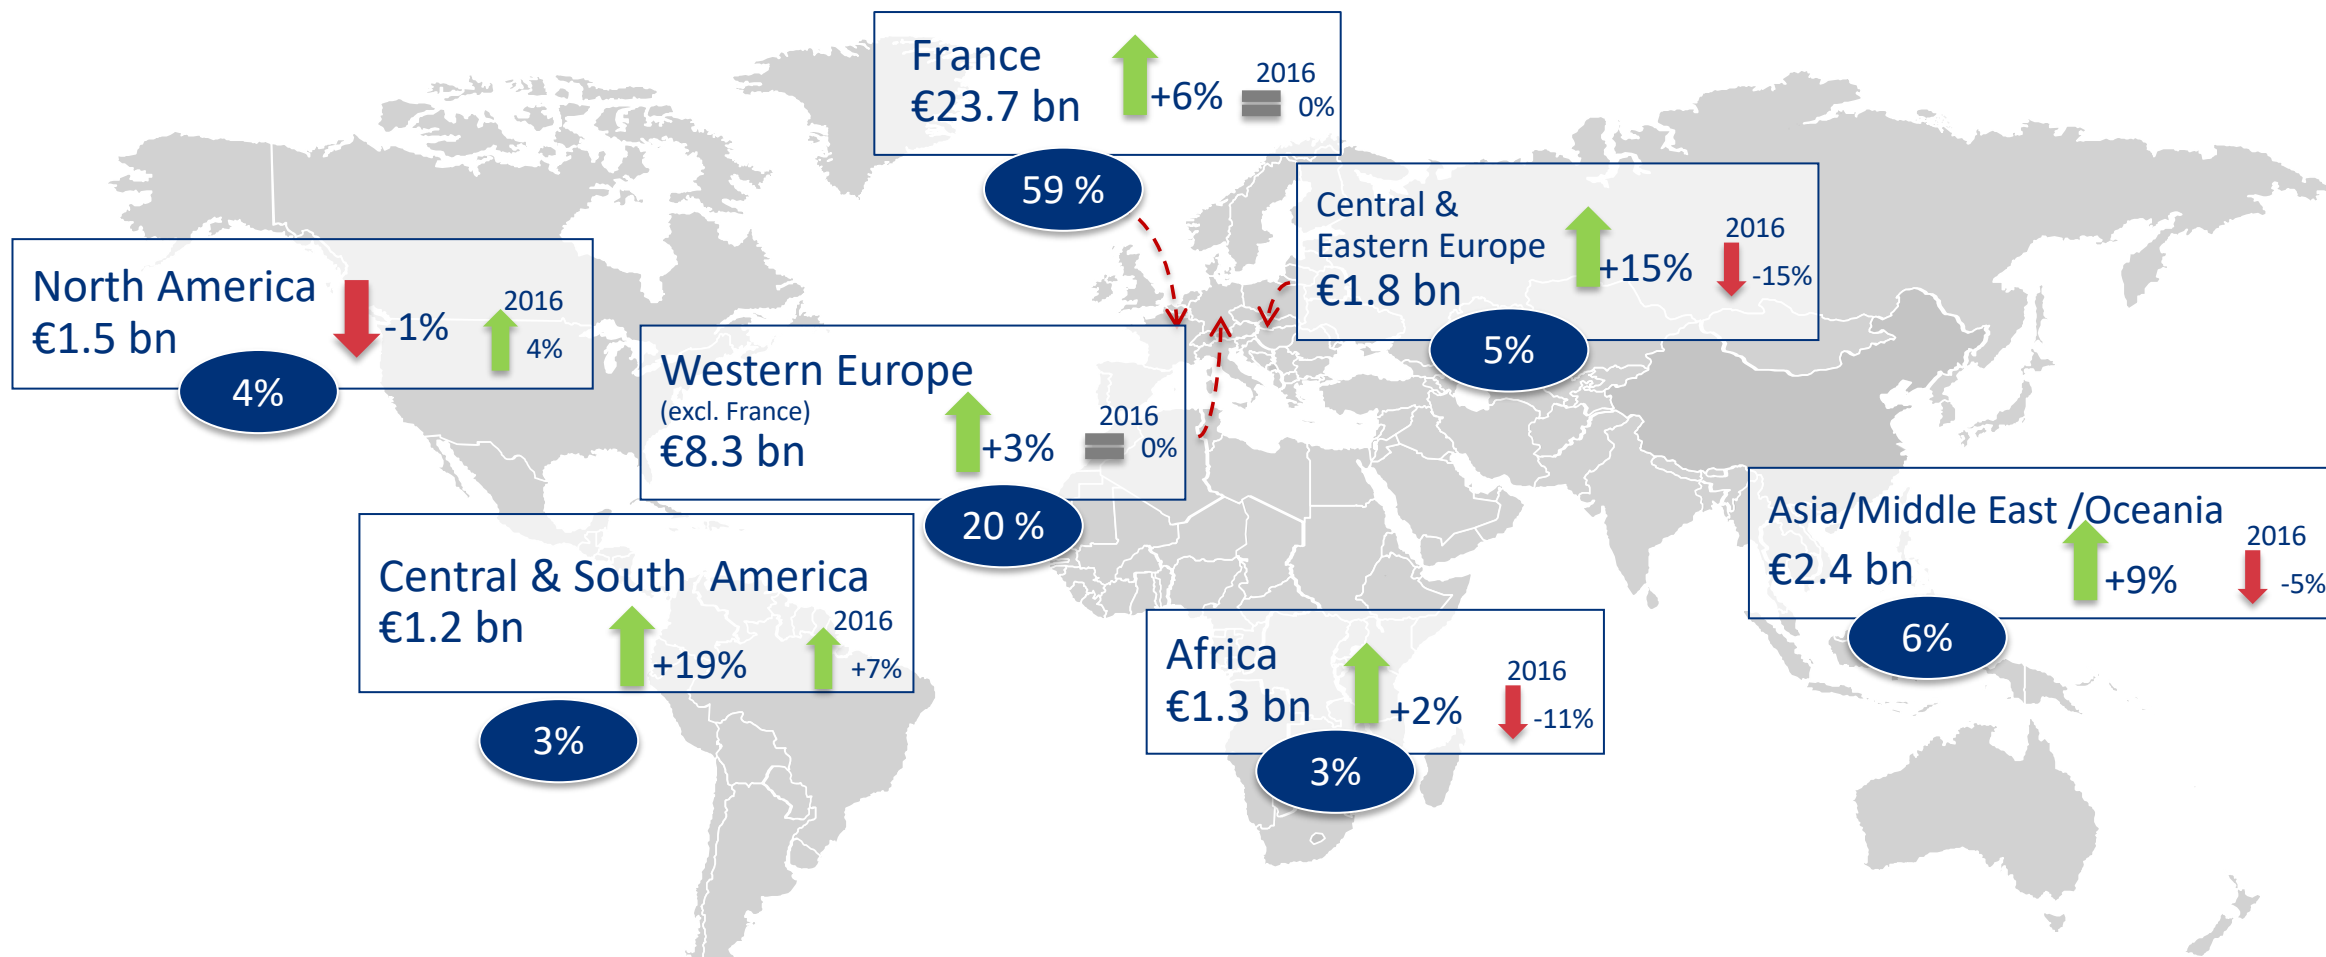 France
€23.7 bn
+6%
2016
0%
59 %
Central &
Eastern Europe
€1.8 bn
+15%
2016
-15%
5%
North America
€1.5 bn
-1%
2016
4%
4%
Western Europe
(excl. France)
€8.3 bn
+3%
2016
0%
20 %
Asia/Middle East /Oceania
€2.4 bn
+9%
2016
-5%
6%
Central & South America
€1.2 bn
+19%
2016
+7%
3%
Africa
€1.3 bn
+2%
2016
-11%
3%